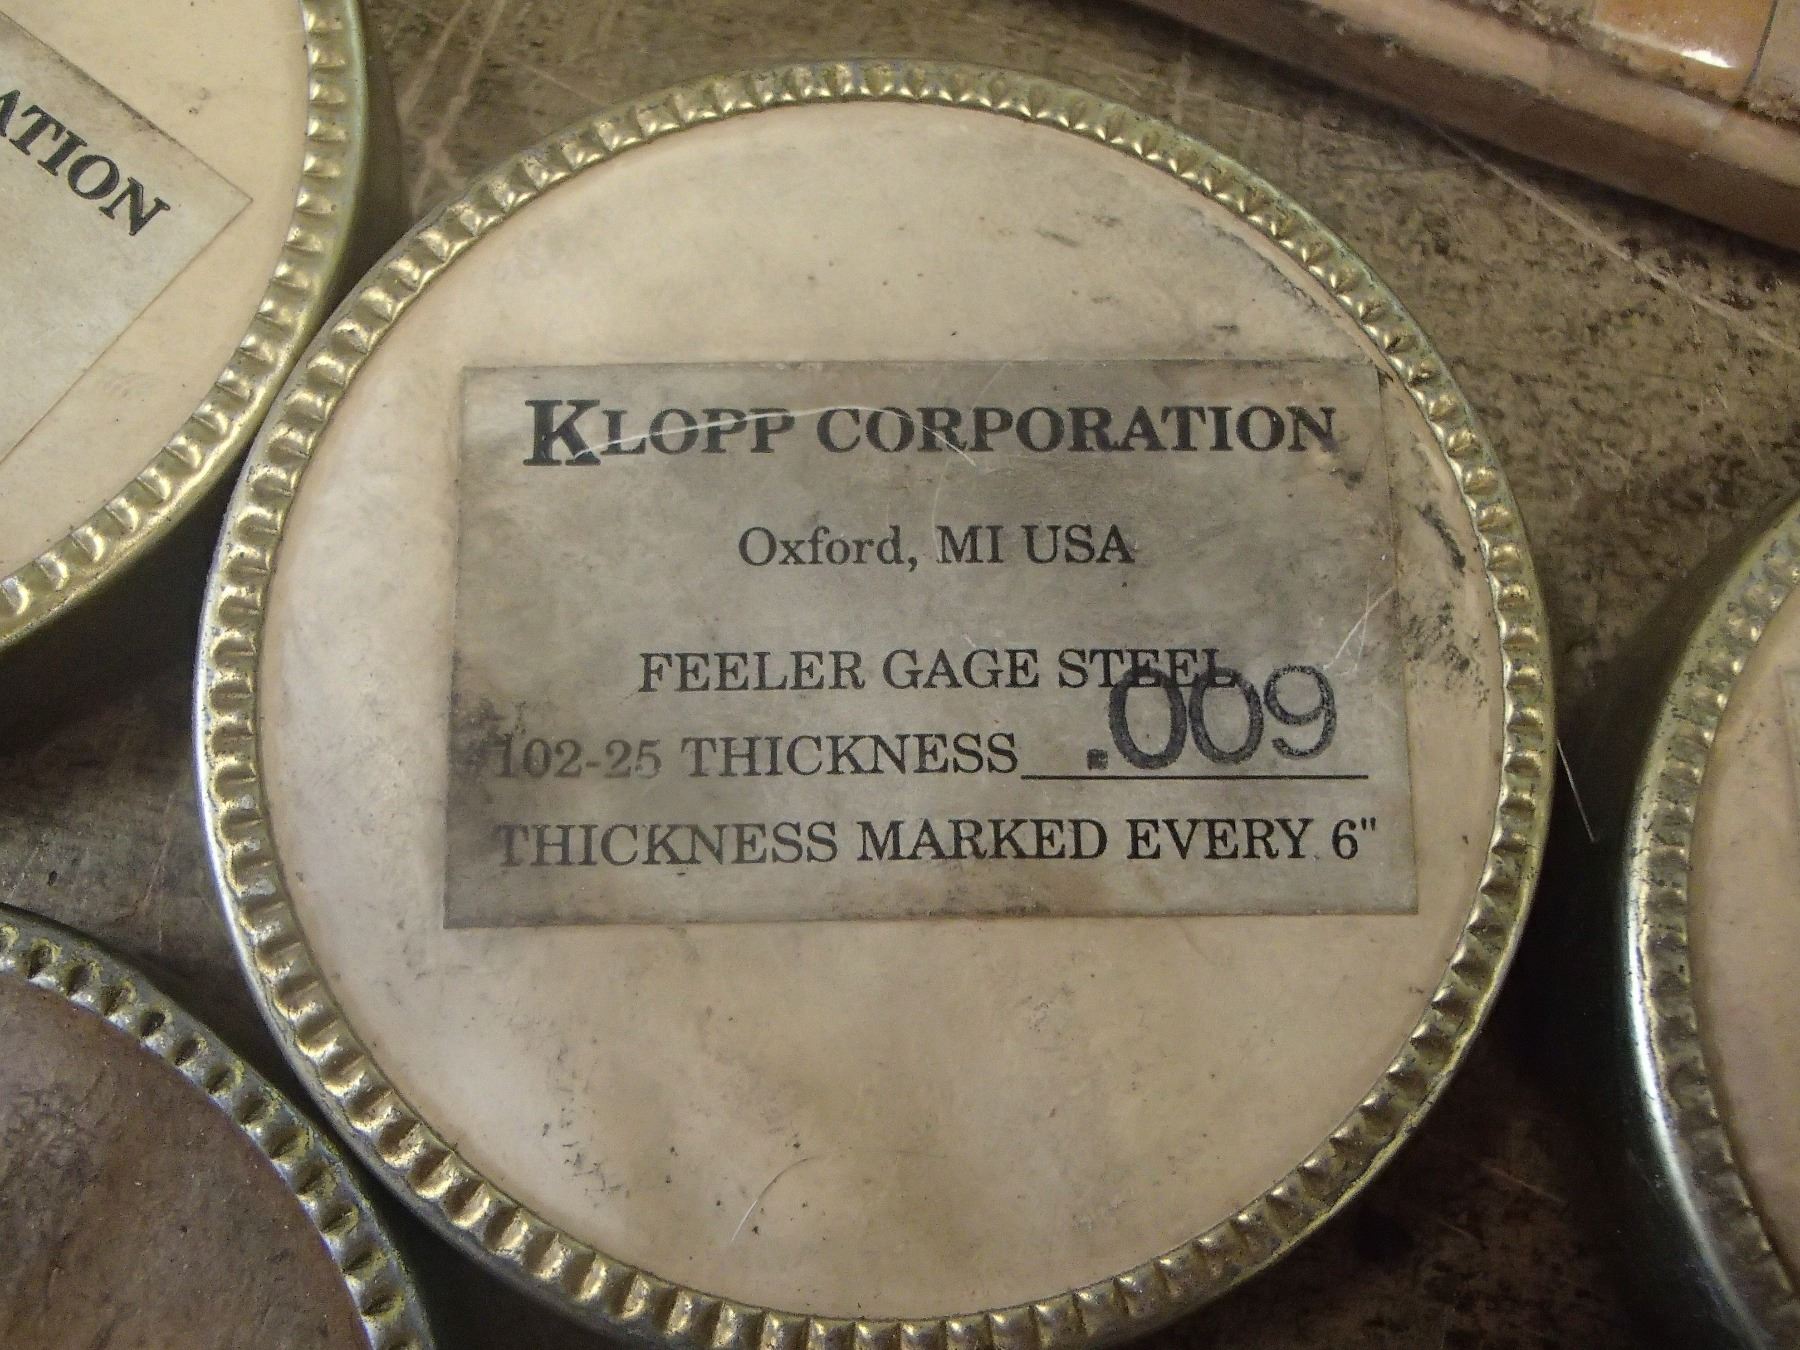 ATION
KLOPP CORPORATION
Oxford, MI USA
FEELER GAGE STEEL
102-25 THICKNESS .009
THICKNESS MARKED EVERY 6"